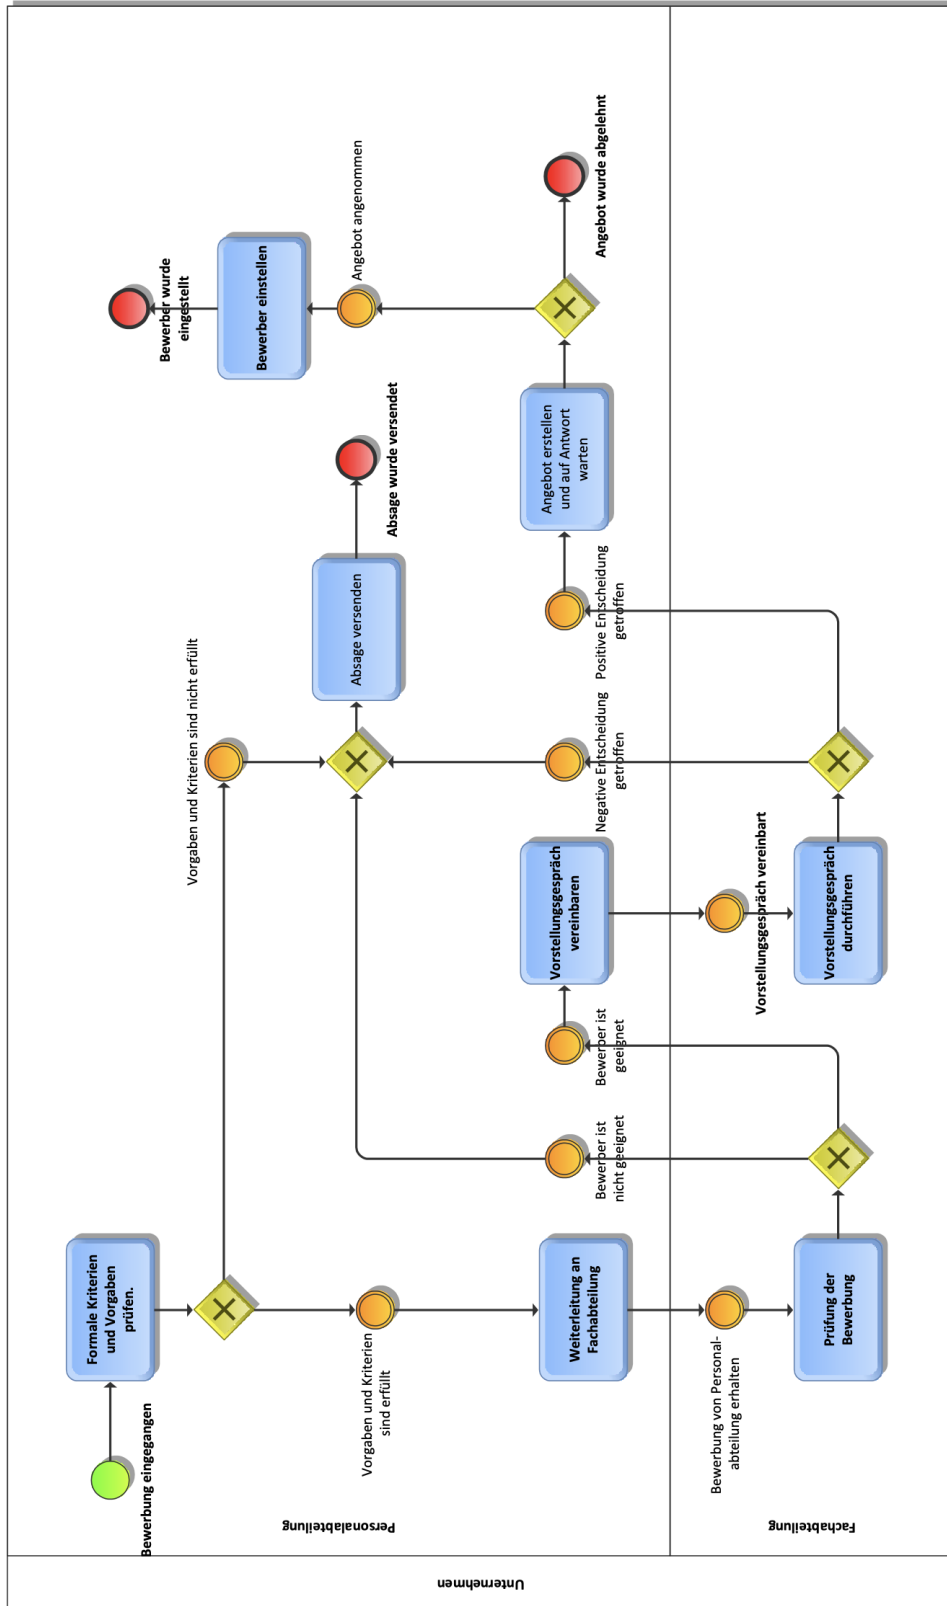 Unternehmen
Personalabteilung
Fachabteilung
Bewerbung eingegangen
Formale Kriterien
und Vorgaben
prüfen.
Vorgaben und Kriterien
sind erfüllt
Vorgaben und Kriterien sind nicht erfüllt
Weiterleitung an
Fachabteilung
Bewerbung von Personal-
abteilung erhalten
Prüfung der
Bewerbung
Bewerber ist
nicht geeignet
Bewerber ist
geeignet
Vorstellungsgespräch
vereinbaren
Vorstellungsgespräch vereinbart
Vorstellungsgespräch
durchführen
Negative Entscheidung
getroffen
Positive Entscheidung
getroffen
Absage versenden
Absage wurde versendet
Angebot erstellen
und auf Antwort
warten
Angebot wurde abgelehnt
Angebot angenommen
Bewerber einstellen
Bewerber wurde
eingestellt